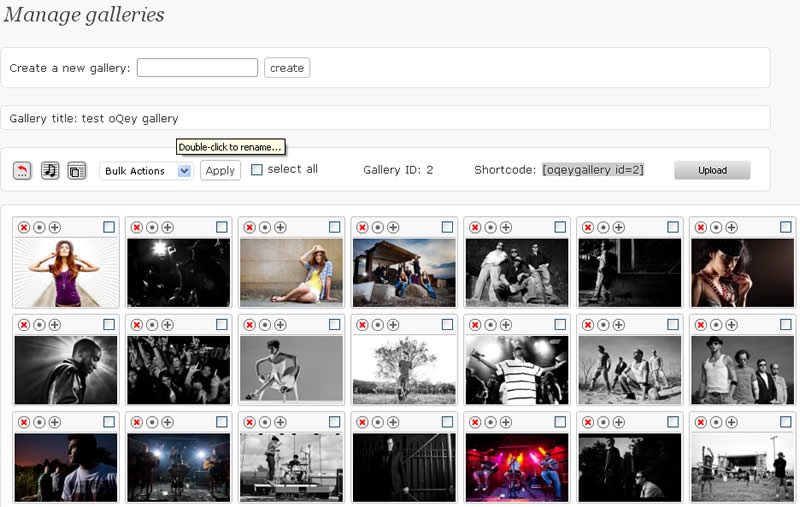 Manage galleries
Create a new gallery: create
Gallery title: test oQey gallery
Double-click to rename...
Bulk Actions Apply select all Gallery ID: 2 Shortcode: [oqeygallery id=2] Upload